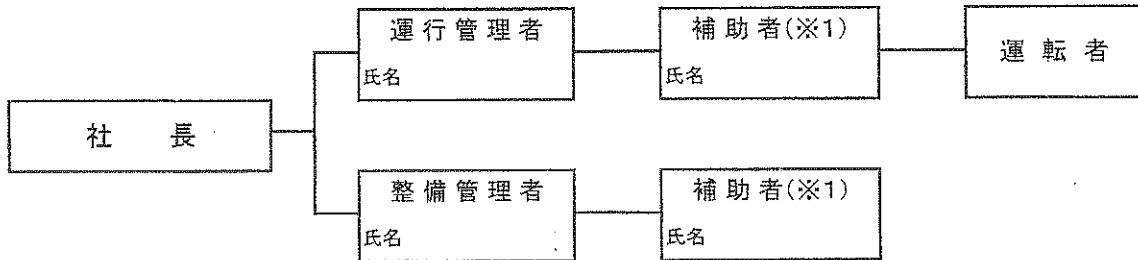 運行管理者
氏名
補助者(※1)
氏名
運転者
社長
整備管理者
氏名
補助者(※1)
氏名